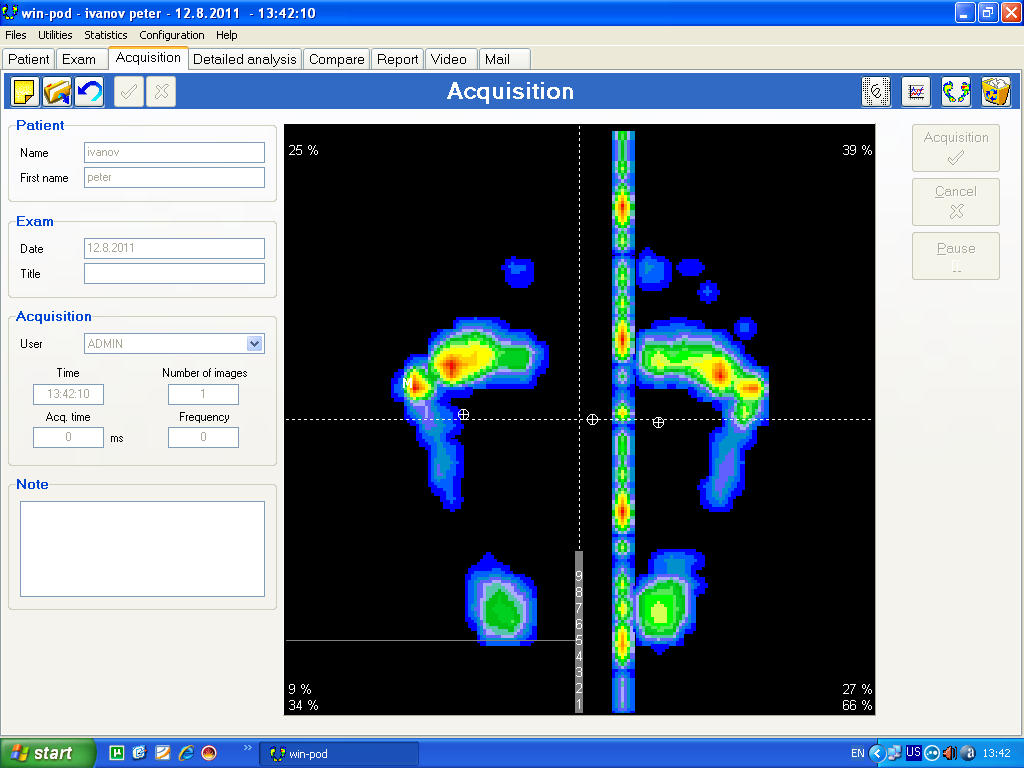 win-pod - ivanov peter - 12.8.2011 - 13:42:10
Files Utilities Statistics Configuration Help
Patient Exam Acquisition Detailed analysis Compare Report Video Mail
Acquisition
Patient
Name ivanov
First name peter
Exam
Date 12.8.2011
Title
Acquisition
User ADMIN
Time Number of images
13:42:10 1
Acq. time Frequency
0 ms 0
Note
25 % 39 %
9
8
7
6
5
4
3
2
1
9 % 27 %
34 % 66 %
Acquisition
Cancel
Pause
start win-pod EN US 13:42